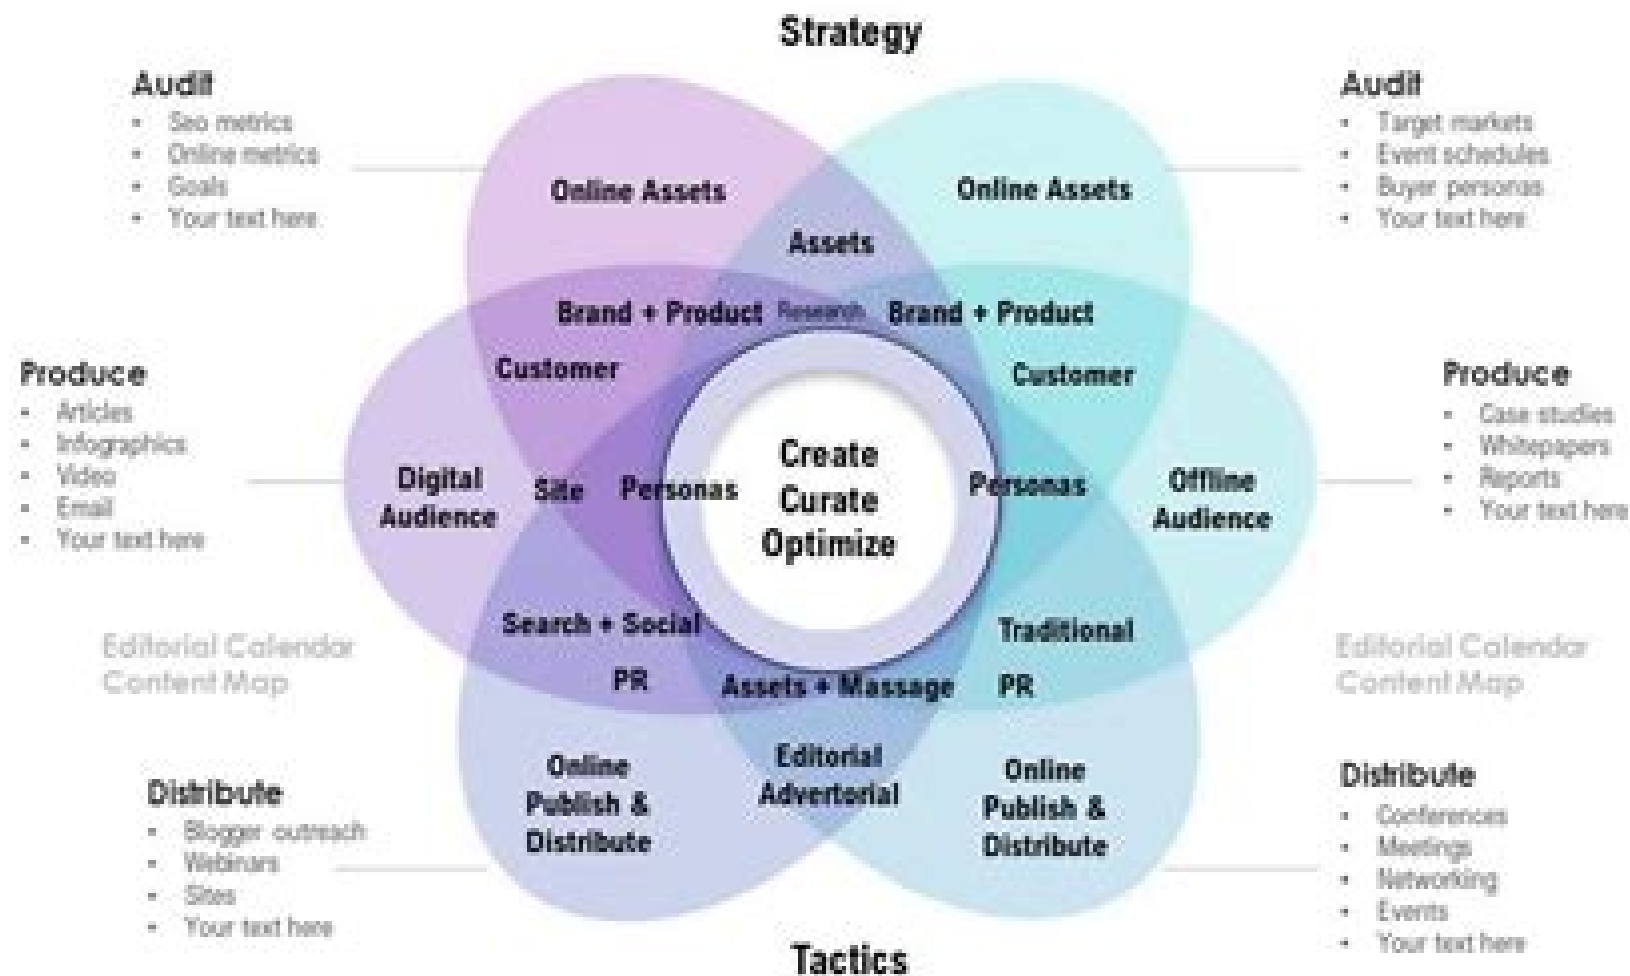 Strategy
Audit
• Seo metrics
• Online metrics
• Goals
• Your text here
Audit
• Target markets
• Event schedules
• Buyer personas
• Your text here
Online Assets
Online Assets
Assets
Brand + Product
Research
Brand + Product
Customer
Customer
Produce
• Articles
• Infographics
• Video
• Email
• Your text here
Produce
• Case studies
• Whitepapers
• Reports
• Your text here
Digital
Audience
Site
Personas
Create
Curate
Optimize
Personas
Offline
Audience
Search + Social
PR
Assets + Massage
Traditional
PR
Editorial Calendar
Content Map
Editorial Calendar
Content Map
Editorial
Advertorial
Online
Publish &
Distribute
Online
Publish &
Distribute
Distribute
• Blogger outreach
• Webinars
• Sites
• Your text here
Distribute
• Conferences
• Meetings
• Networking
• Events
• Your text here
Tactics